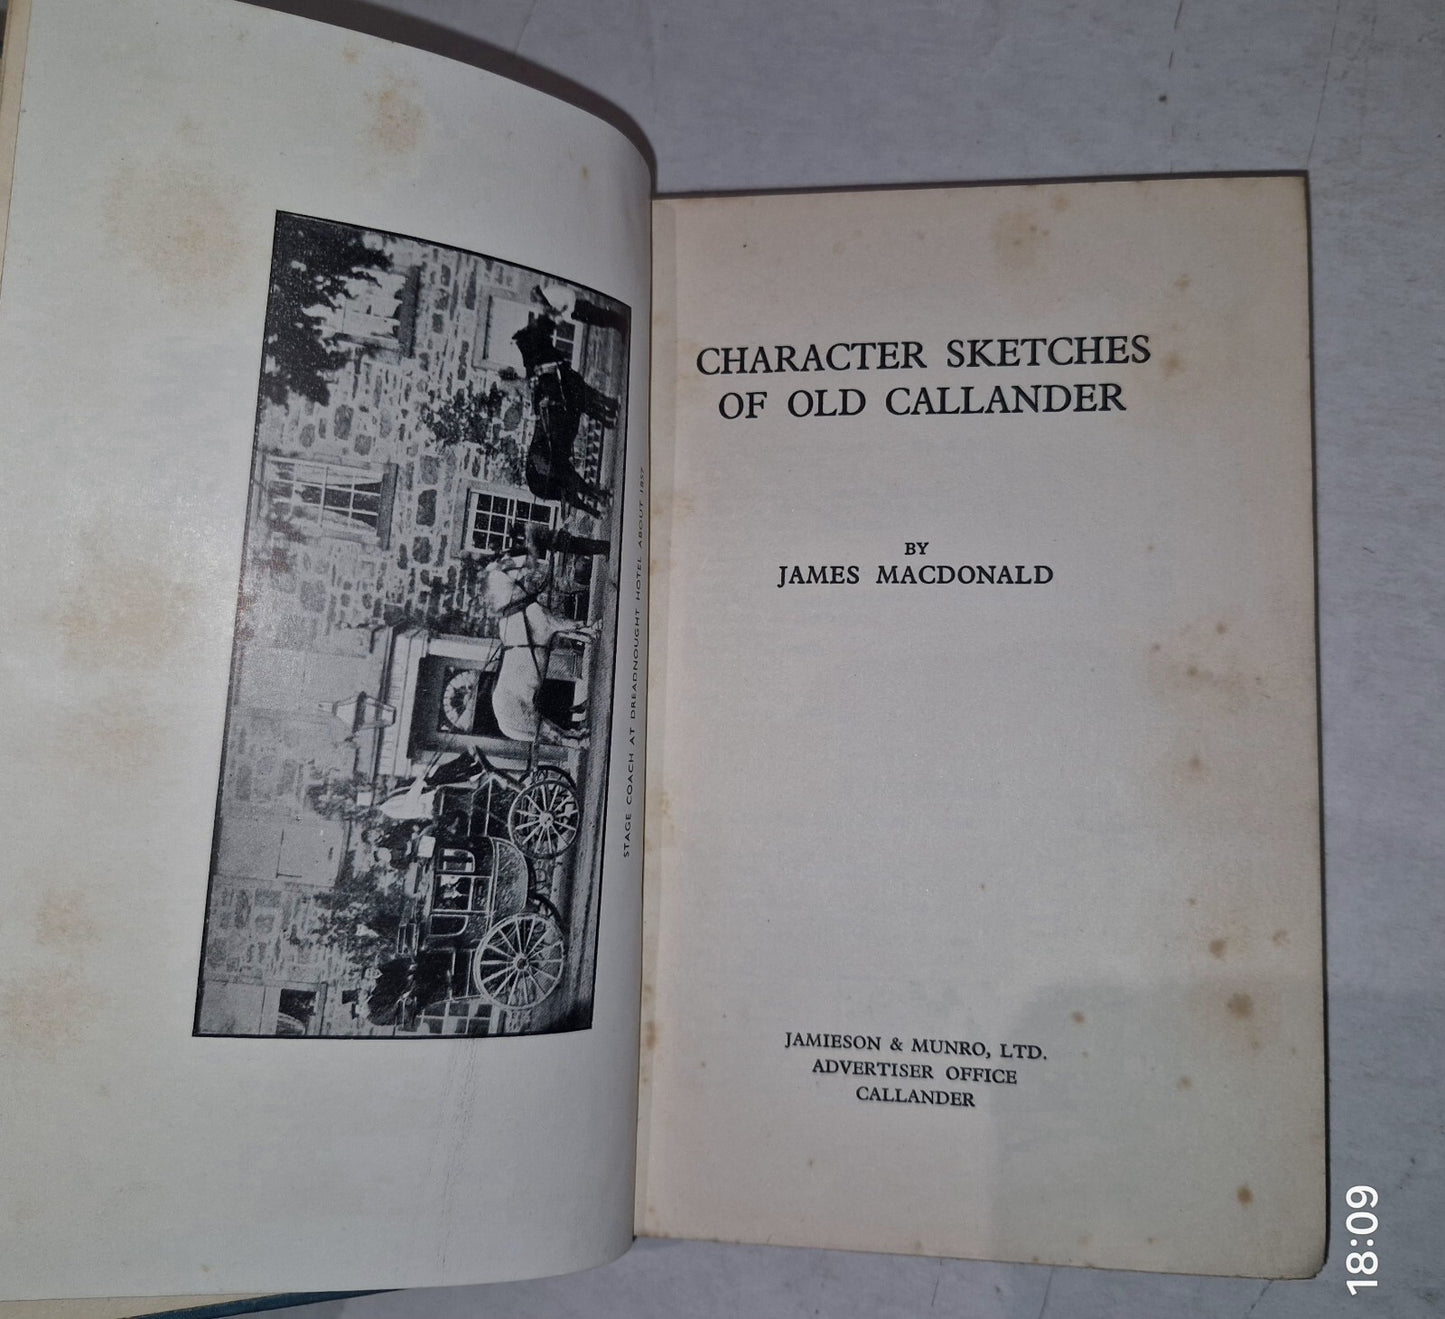 STAGE COACH AT DREADNOUGHT HOTEL ABOUT 1857
CHARACTER SKETCHES
OF OLD CALLANDER
BY
JAMES MACDONALD
JAMIESON & MUNRO, LTD.
ADVERTISER OFFICE
CALLANDER
18:09